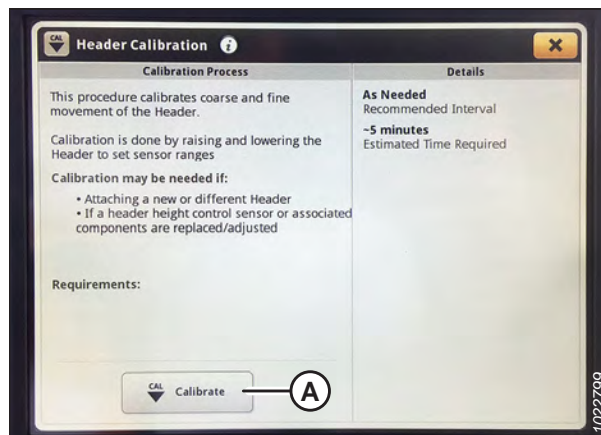 CAL Header Calibration i
Calibration Process
This procedure calibrates coarse and fine
movement of the Header.
Calibration is done by raising and lowering the
Header to set sensor ranges
Calibration may be needed if:
• Attaching a new or different Header
• If a header height control sensor or associated
components are replaced/adjusted
Requirements:
CAL Calibrate
A
Details
As Needed
Recommended Interval
~5 minutes
Estimated Time Required
1022799